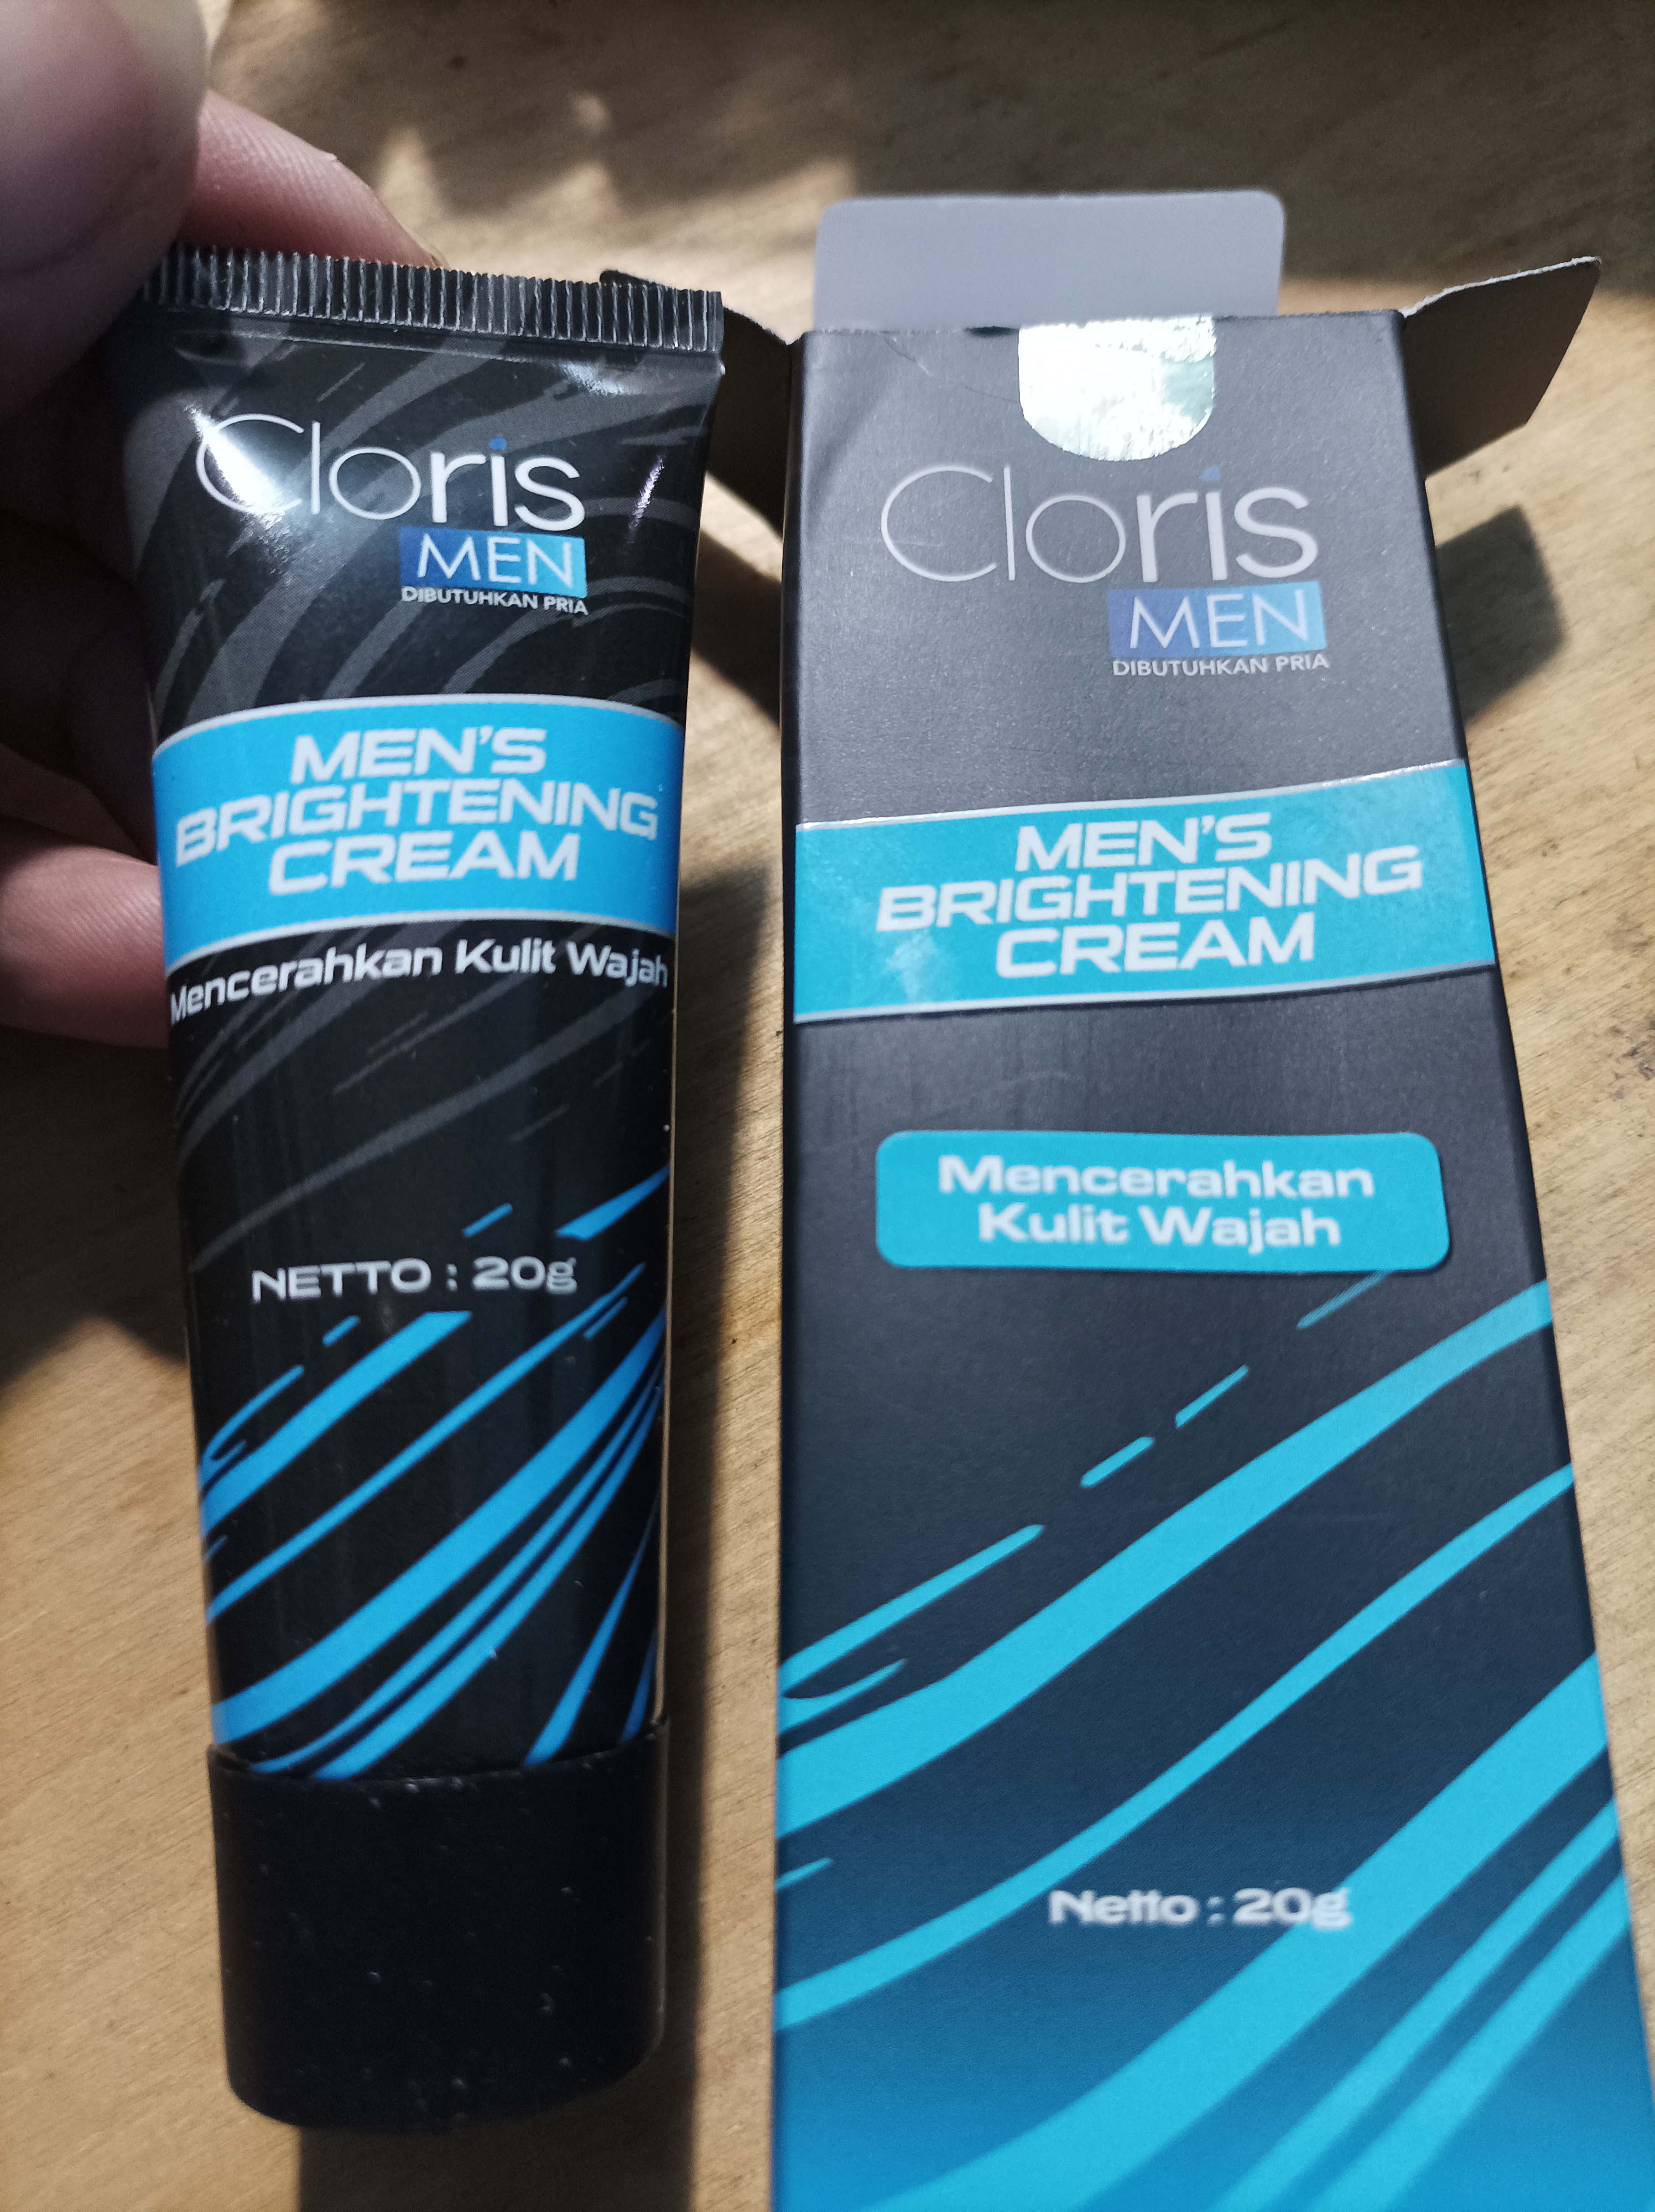 Cloris
MEN
DIBUTUHKAN PRIA
MEN'S
BRIGHTENING
CREAM
Mencerahkan Kulit Wajah
NETTO : 20g
Cloris
MEN
DIBUTUHKAN PRIA
MEN'S
BRIGHTENING
CREAM
Mencerahkan
Kulit Wajah
Netto : 20g